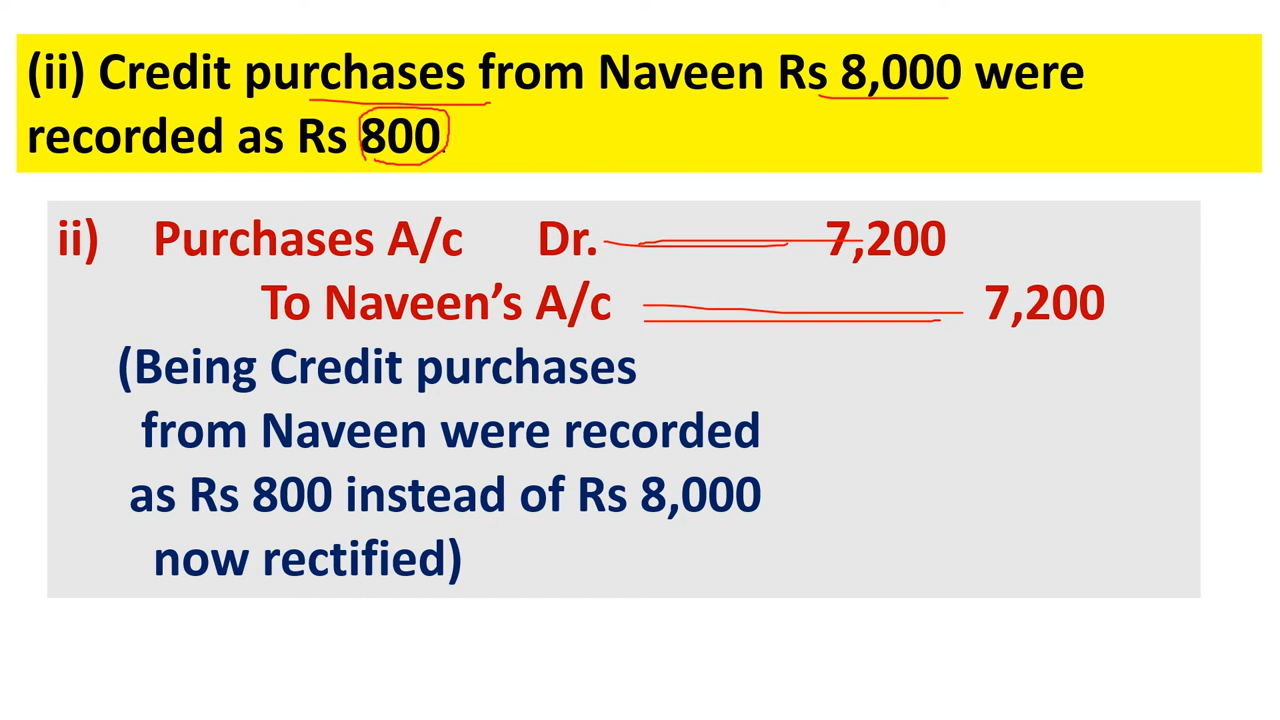 (ii) Credit purchases from Naveen Rs 8,000 were
recorded as Rs 800.
ii) Purchases A/c Dr. 7,200
To Naveen’s A/c 7,200
(Being Credit purchases
from Naveen were recorded
as Rs 800 instead of Rs 8,000
now rectified)